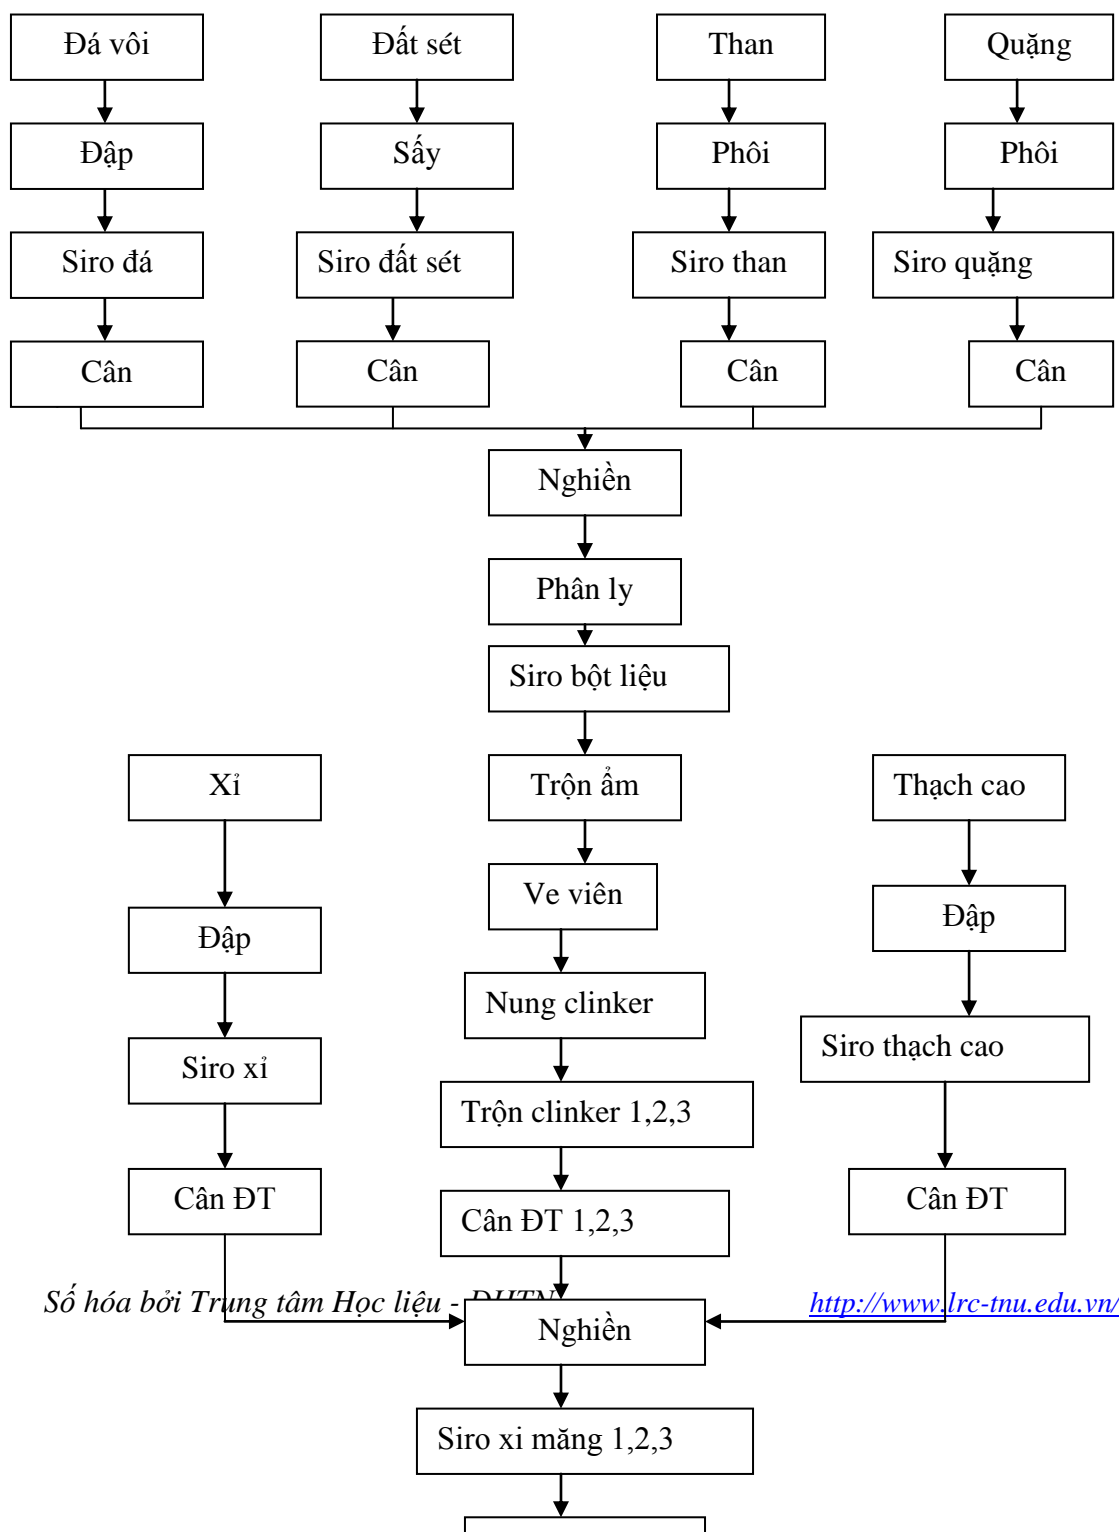 Đá vôi Đất sét Than Quặng
Đập Sấy Phôi Phôi
Siro đá Siro đất sét Siro than Siro quặng
Cân Cân Cân Cân
Nghiền
Phân ly
Siro bột liệu
Xỉ Trộn ẩm Thạch cao
Ve viên
Đập Đập
Nung clinker
Siro xỉ Siro thạch cao
Trộn clinker 1,2,3
Cân ĐT Cân ĐT 1,2,3 Cân ĐT
Số hóa bởi Trung tâm Học liệu - ĐHTN http://www.lrc-tnu.edu.vn/
Nghiền
Siro xi măng 1,2,3